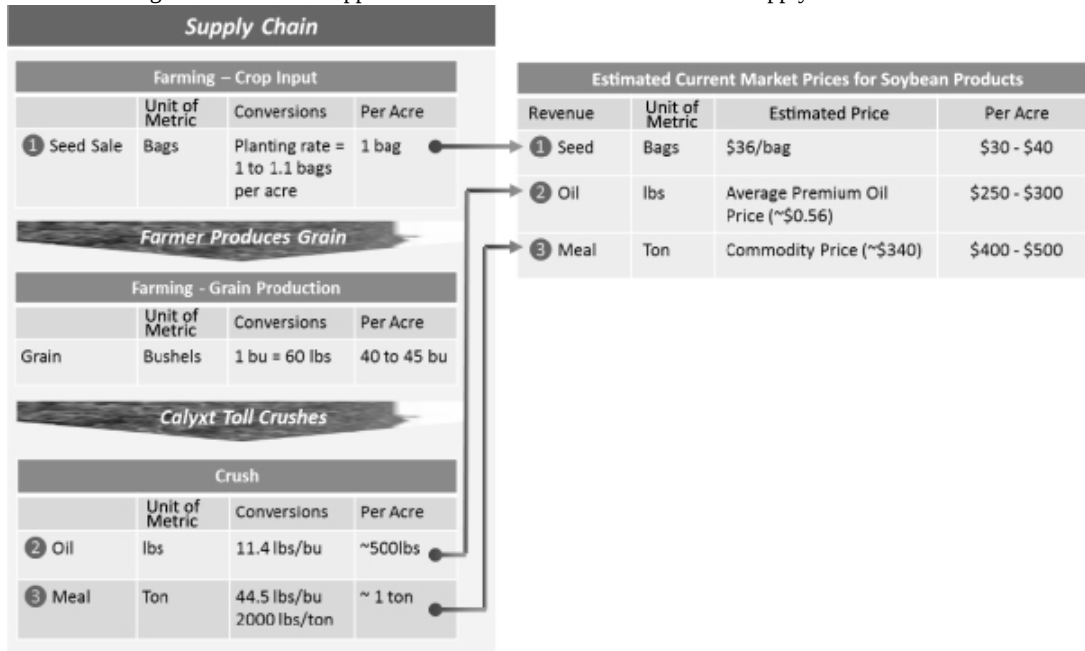 Supply Chain
Farming – Crop Input
Unit of Metric Conversions Per Acre
1 Seed Sale Bags Planting rate = 1 bag
1 to 1.1 bags
per acre
Farmer Produces Grain
Farming - Grain Production
Unit of Metric Conversions Per Acre
Grain Bushels 1 bu = 60 lbs 40 to 45 bu
Calyxt Toll Crushes
Crush
Unit of Metric Conversions Per Acre
2 Oil lbs 11.4 lbs/bu ~500lbs
3 Meal Ton 44.5 lbs/bu ~ 1 ton
2000 lbs/ton
Estimated Current Market Prices for Soybean Products
Revenue Unit of Metric Estimated Price Per Acre
1 Seed Bags $36/bag $30 - $40
2 Oil lbs Average Premium Oil $250 - $300
Price (~$0.56)
3 Meal Ton Commodity Price (~$340) $400 - $500